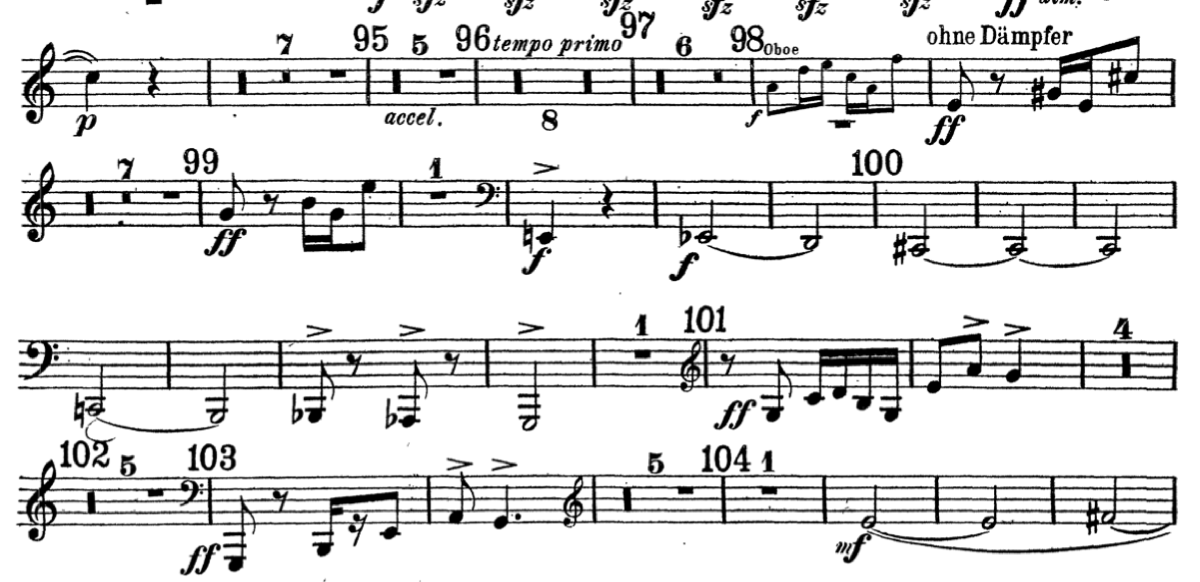 f sfz sfz sfz sfz sfz sfz ff
7 95 5 96 tempo primo 97 6 98 Oboe ohne Dämpfer
p accel. 8 f ff
7 99 1 100
ff f f
1 101 4
ff
102 5 103 5 104 1
ff mf